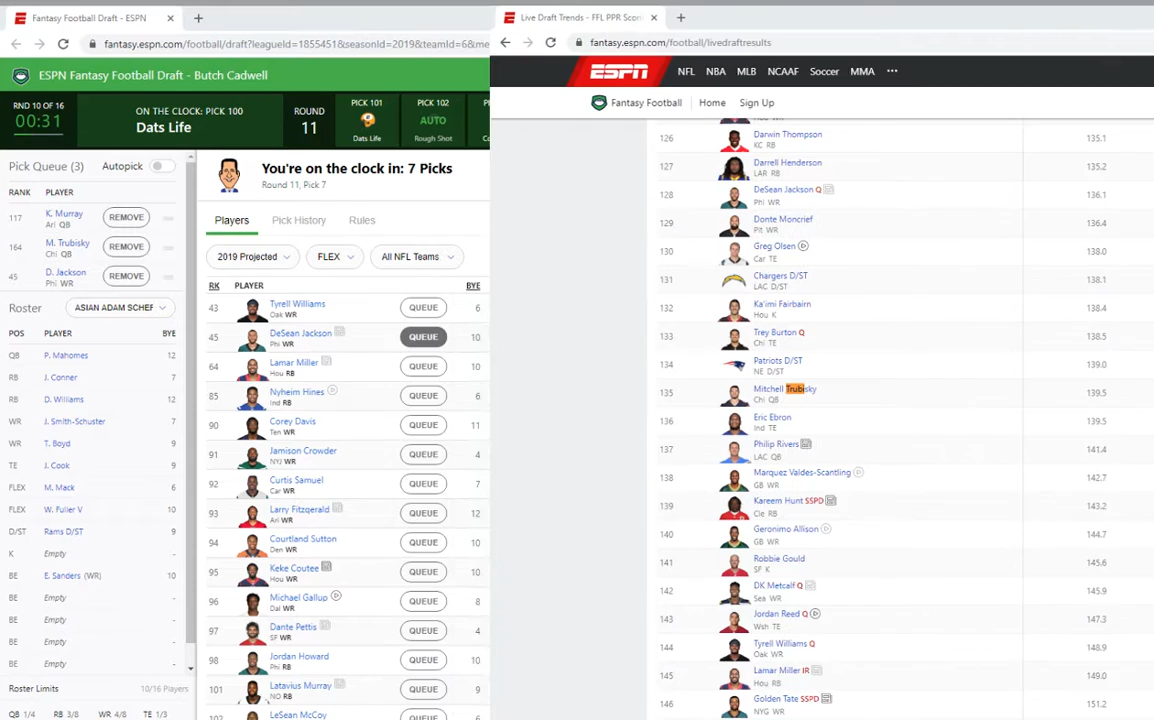 Fantasy Football Draft - ESPN
fantasy.espn.com/football/draft?leagueId=1855451&seasonId=2019&teamId=6&me
ESPN Fantasy Football Draft - Butch Cadwell
RND 10 OF 16
00:31
ON THE CLOCK: PICK 100
Dats Life
ROUND
11
PICK 101
Dats Life
PICK 102
AUTO
Rough Shot
Pick Queue (3)
Autopick
RANK PLAYER
117 K. Murray REMOVE
Ari QB
164 M. Trubisky REMOVE
Chi QB
45 D. Jackson REMOVE
Phi WR
Roster ASIAN ADAM SCHEF
POS PLAYER BYE
QB P. Mahomes 12
RB J. Conner 7
RB D. Williams 12
WR J. Smith-Schuster 7
WR T. Boyd 9
TE J. Cook 9
FLEX M. Mack 6
FLEX W. Fuller V 10
D/ST Rams D/ST 9
K Empty -
BE E. Sanders (WR) 10
BE Empty -
BE Empty -
BE Empty -
BE Empty -
Roster Limits 10/16 Players
QB 1/4 RB 3/8 WR 4/8 TE 1/3
You're on the clock in: 7 Picks
Round 11, Pick 7
Players Pick History Rules
2019 Projected FLEX All NFL Teams
RK PLAYER BYE
43 Tyrell Williams QUEUE 6
Oak WR
45 DeSean Jackson QUEUE 10
Phi WR
64 Lamar Miller QUEUE 10
Hou RB
85 Nyheim Hines QUEUE 6
Ind RB
90 Corey Davis QUEUE 11
Ten WR
91 Jamison Crowder QUEUE 4
NYJ WR
92 Curtis Samuel QUEUE 7
Car WR
93 Larry Fitzgerald QUEUE 12
Ari WR
94 Courtland Sutton QUEUE 10
Den WR
95 Keke Coutee QUEUE 10
Hou WR
96 Michael Gallup QUEUE 8
Dal WR
97 Dante Pettis QUEUE 4
SF WR
98 Jordan Howard QUEUE 10
Phi RB
101 Latavius Murray QUEUE 9
NO RB
102 LeSean McCoy
Live Draft Trends - FFL PPR Scori
fantasy.espn.com/football/livedraftresults
ESPN NFL NBA MLB NCAAF Soccer MMA ...
Fantasy Football Home Sign Up
126 Darwin Thompson 135.1
KC RB
127 Darrell Henderson 135.2
LAR RB
128 DeSean Jackson Q 136.1
Phi WR
129 Donte Moncrief 136.4
Pit WR
130 Greg Olsen 138.0
Car TE
131 Chargers D/ST 138.1
LAC D/ST
132 Ka'imi Fairbairn 138.4
Hou K
133 Trey Burton Q 138.5
Chi TE
134 Patriots D/ST 139.0
NE D/ST
135 Mitchell Trubisky 139.5
Chi QB
136 Eric Ebron 139.5
Ind TE
137 Philip Rivers 141.4
LAC QB
138 Marquez Valdes-Scantling 142.7
GB WR
139 Kareem Hunt SSPD 143.2
Cle RB
140 Geronimo Allison 144.7
GB WR
141 Robbie Gould 145.6
SF K
142 DK Metcalf Q 145.9
Sea WR
143 Jordan Reed Q 147.3
Wsh TE
144 Tyrell Williams Q 148.9
Oak WR
145 Lamar Miller IR 149.0
Hou RB
146 Golden Tate SSPD 151.2
NYG WR